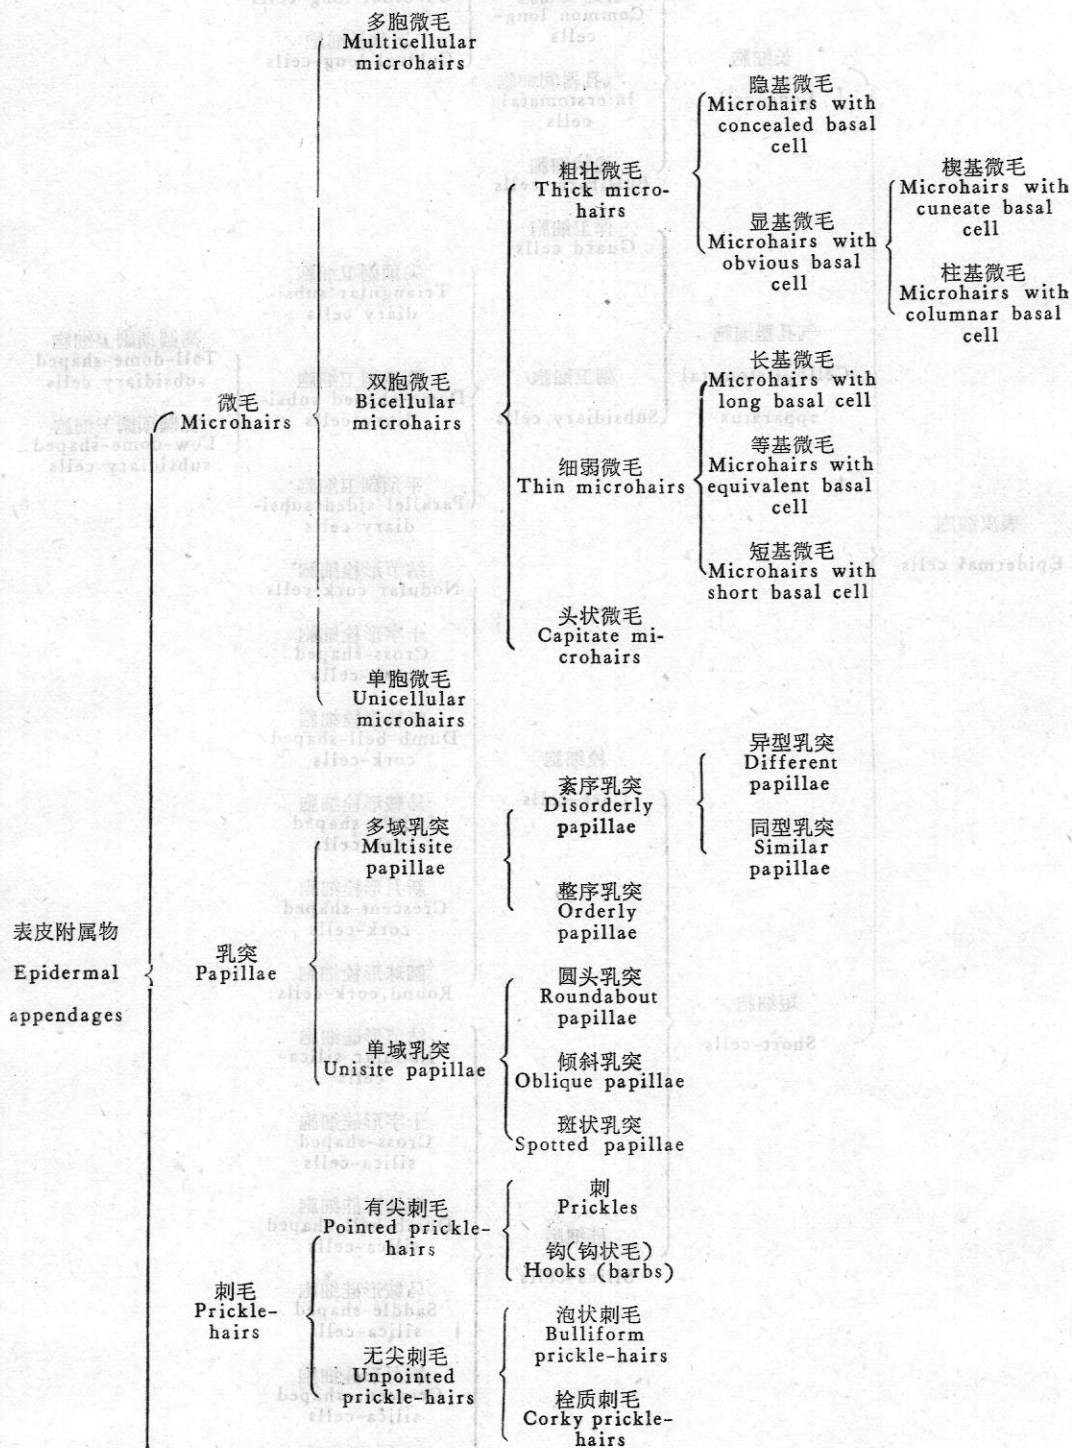 多胞微毛
Multicellular
microhairs
隐基微毛
Microhairs with
concealed basal
cell
粗壮微毛
Thick micro-
hairs
楔基微毛
Microhairs with
cuneate basal
cell
显基微毛
Microhairs with
obvious basal
cell
柱基微毛
Microhairs with
columnar basal
cell
微毛
Microhairs
双胞微毛
Bicellular
microhairs
长基微毛
Microhairs with
long basal cell
细弱微毛
Thin microhairs
等基微毛
Microhairs with
equivalent basal
cell
短基微毛
Microhairs with
short basal cell
头状微毛
Capitate mi-
crohairs
单胞微毛
Unicellular
microhairs
异型乳突
Different
papillae
紊序乳突
Disorderly
papillae
同型乳突
Similar
papillae
多域乳突
Multisite
papillae
整序乳突
Orderly
papillae
表皮附属物
Epidermal
appendages
乳突
Papillae
圆头乳突
Roundabout
papillae
单域乳突
Unisite papillae
倾斜乳突
Oblique papillae
斑状乳突
Spotted papillae
刺
Prickles
有尖刺毛
Pointed prickle-
hairs
钩(钩状毛)
Hooks (barbs)
刺毛
Prickle-
hairs
泡状刺毛
Bulliform
prickle-hairs
无尖刺毛
Unpointed
prickle-hairs
栓质刺毛
Corky prickle-
hairs